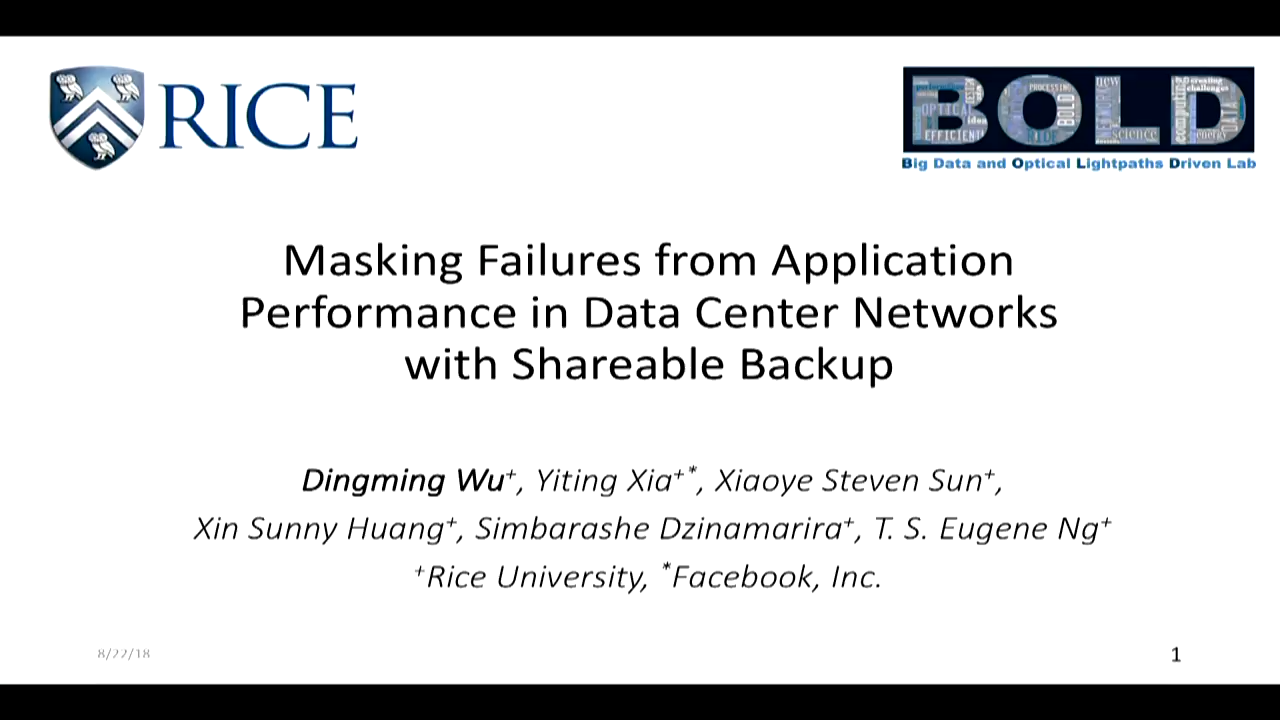 RICE
BOLD
Big Data and Optical Lightpaths Driven Lab
Masking Failures from Application
Performance in Data Center Networks
with Shareable Backup
Dingming Wu⁺, Yiting Xia⁺*, Xiaoye Steven Sun⁺,
Xin Sunny Huang⁺, Simbarashe Dzinamarira⁺, T. S. Eugene Ng⁺
⁺Rice University, *Facebook, Inc.
8/22/18
1